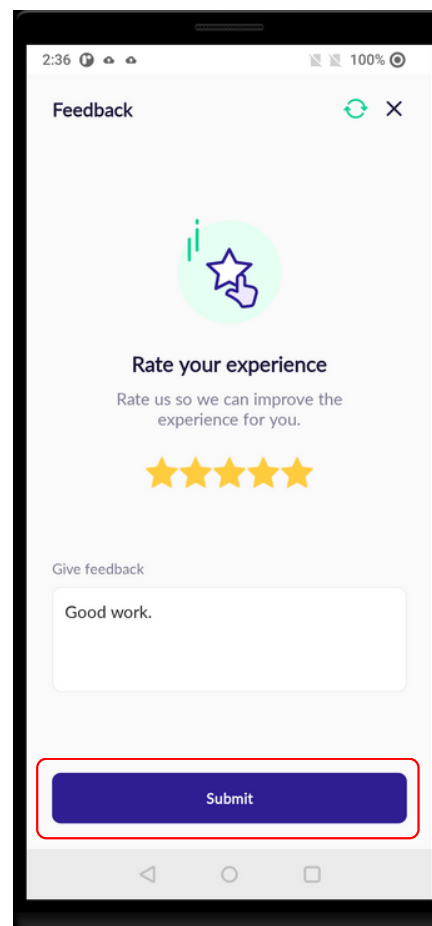 2:36 100%
Feedback
Rate your experience
Rate us so we can improve the
experience for you.
Give feedback
Good work.
Submit